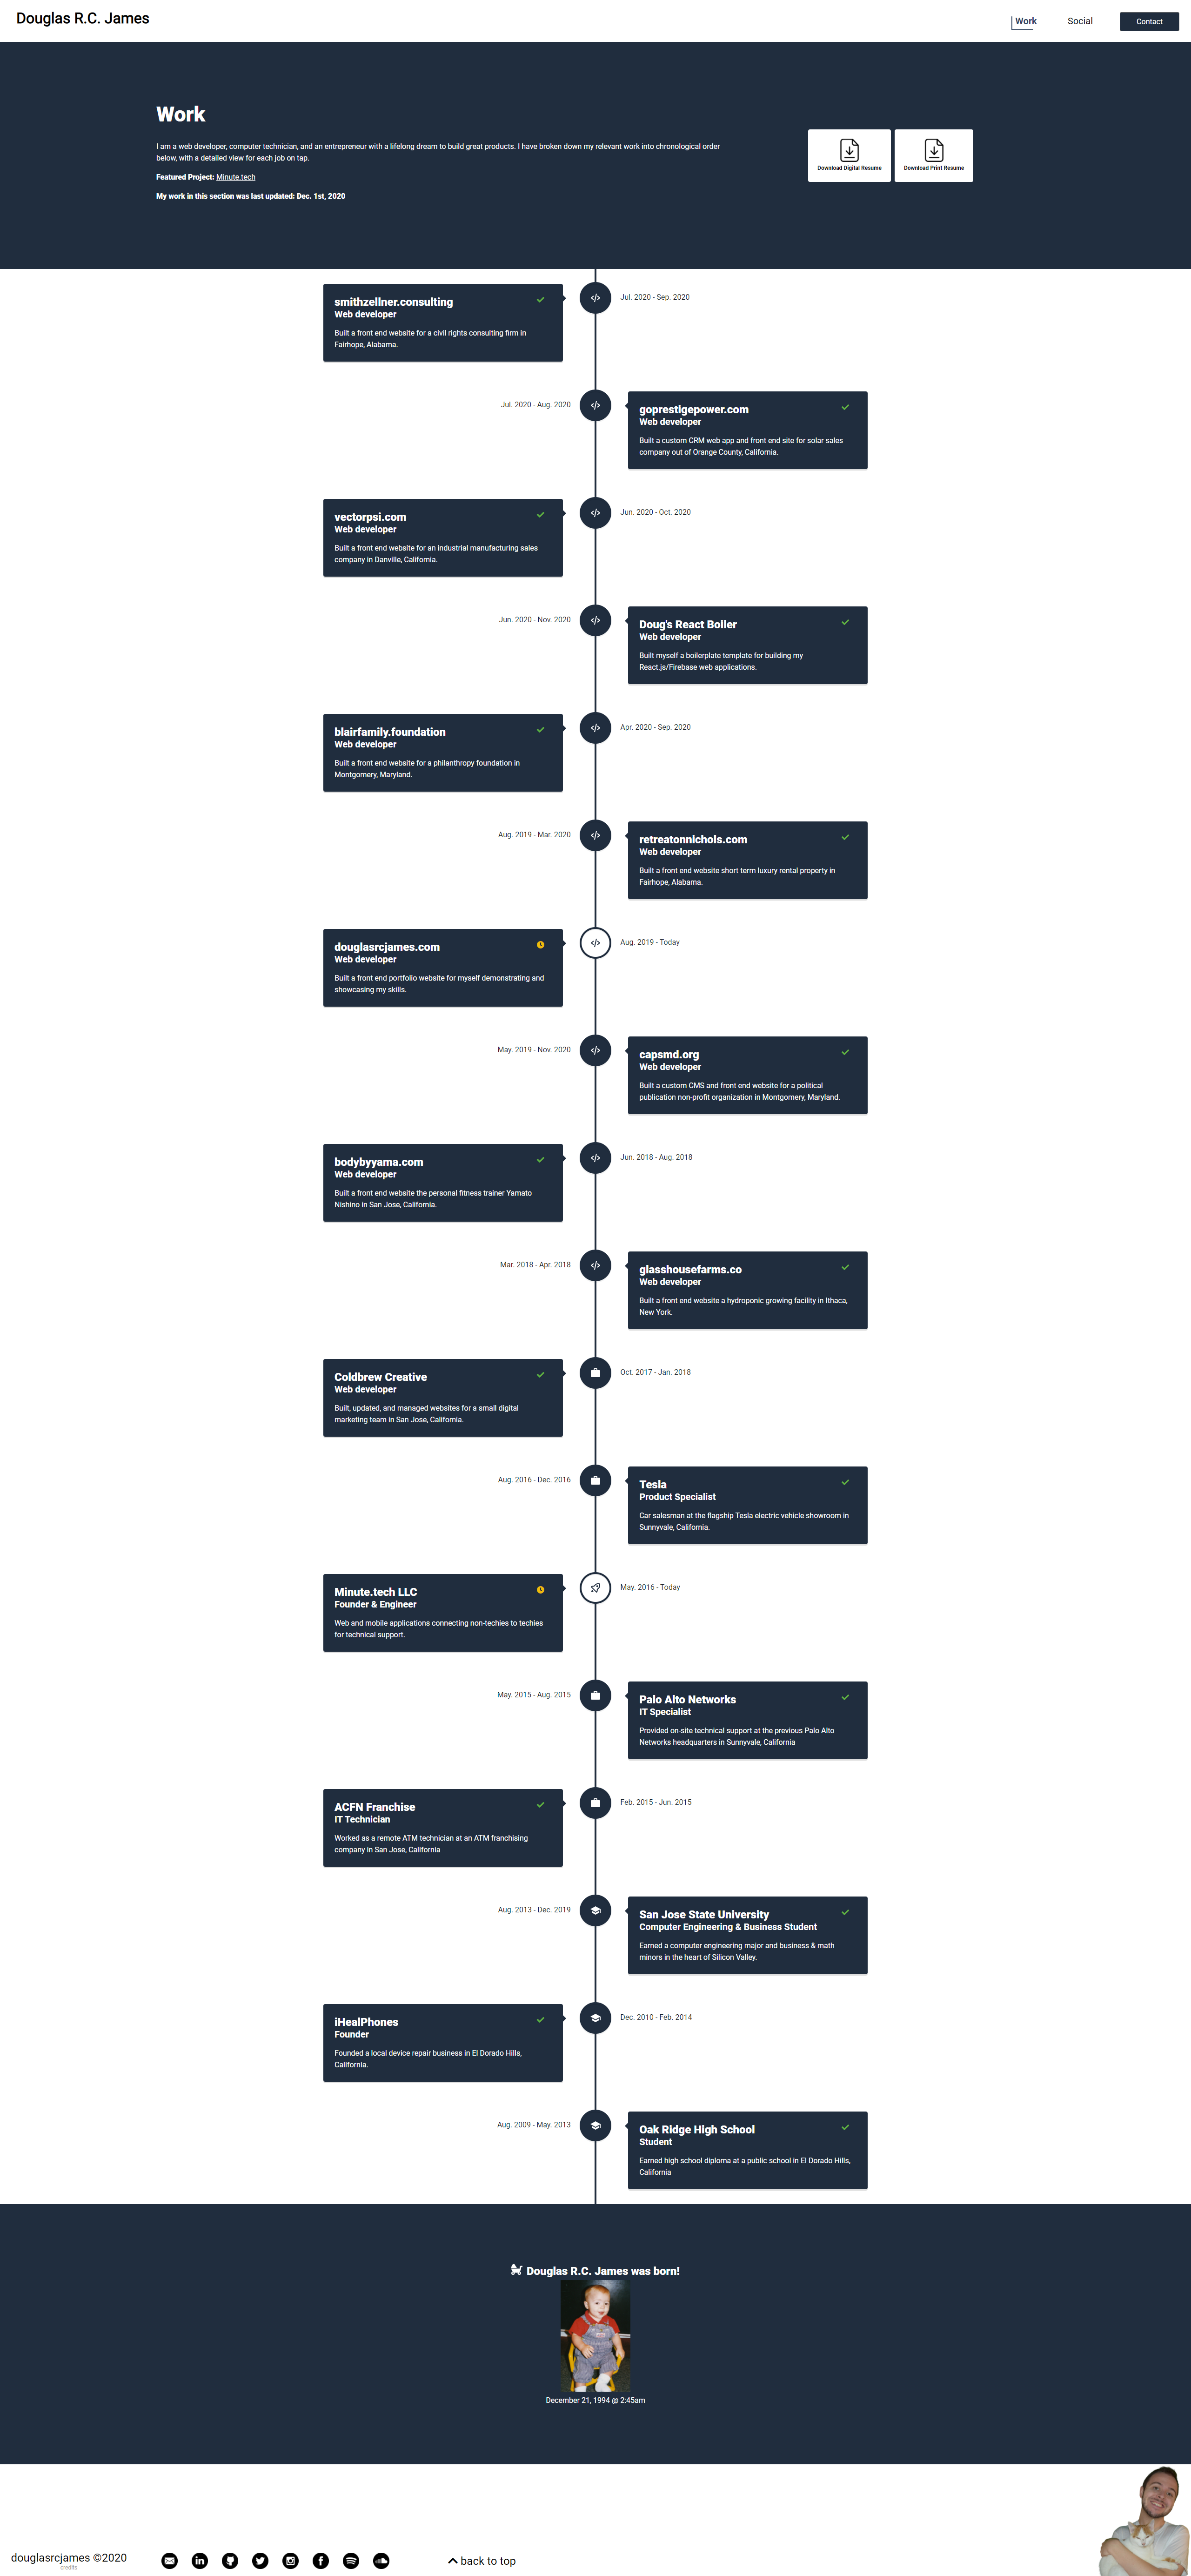 Douglas R.C. James
Work
Social
Contact
Work
I am a web developer, computer technician, and an entrepreneur with a lifelong dream to build great products. I have broken down my relevant work into chronological order
below, with a detailed view for each job on tap.
Featured Project: Minute.tech
My work in this section was last updated: Dec. 1st, 2020
Download Digital Resume
Download Print Resume
smithzellner.consulting
Web developer
Built a front end website for a civil rights consulting firm in
Fairhope, Alabama.
Jul. 2020 - Sep. 2020
Jul. 2020 - Aug. 2020
goprestigepower.com
Web developer
Built a custom CRM web app and front end site for solar sales
company out of Orange County, California.
vectorpsi.com
Web developer
Built a front end website for an industrial manufacturing sales
company in Danville, California.
Jun. 2020 - Oct. 2020
Jun. 2020 - Nov. 2020
Doug's React Boiler
Web developer
Built myself a boilerplate template for building my
React.js/Firebase web applications.
blairfamily.foundation
Web developer
Built a front end website for a philanthropy foundation in
Montgomery, Maryland.
Apr. 2020 - Sep. 2020
Aug. 2019 - Mar. 2020
retreatonnichols.com
Web developer
Built a front end website short term luxury rental property in
Fairhope, Alabama.
douglasrcjames.com
Web developer
Built a front end portfolio website for myself demonstrating and
showcasing my skills.
Aug. 2019 - Today
May. 2019 - Nov. 2020
capsmd.org
Web developer
Built a custom CMS and front end website for a political
publication non-profit organization in Montgomery, Maryland.
bodybyyama.com
Web developer
Built a front end website the personal fitness trainer Yamato
Nishino in San Jose, California.
Jun. 2018 - Aug. 2018
Mar. 2018 - Apr. 2018
glasshousefarms.co
Web developer
Built a front end website a hydroponic growing facility in Ithaca,
New York.
Coldbrew Creative
Web developer
Built, updated, and managed websites for a small digital
marketing team in San Jose, California.
Oct. 2017 - Jan. 2018
Aug. 2016 - Dec. 2016
Tesla
Product Specialist
Car salesman at the flagship Tesla electric vehicle showroom in
Sunnyvale, California.
Minute.tech LLC
Founder & Engineer
Web and mobile applications connecting non-techies to techies
for technical support.
May. 2016 - Today
May. 2015 - Aug. 2015
Palo Alto Networks
IT Specialist
Provided on-site technical support at the previous Palo Alto
Networks headquarters in Sunnyvale, California
ACFN Franchise
IT Technician
Worked as a remote ATM technician at an ATM franchising
company in San Jose, California
Feb. 2015 - Jun. 2015
Aug. 2013 - Dec. 2019
San Jose State University
Computer Engineering & Business Student
Earned a computer engineering major and business & math
minors in the heart of Silicon Valley.
iHealPhones
Founder
Founded a local device repair business in El Dorado Hills,
California.
Dec. 2010 - Feb. 2014
Aug. 2009 - May. 2013
Oak Ridge High School
Student
Earned high school diploma at a public school in El Dorado Hills,
California
Douglas R.C. James was born!
December 21, 1994 @ 2:45am
douglasrcjames ©2020
credits
back to top